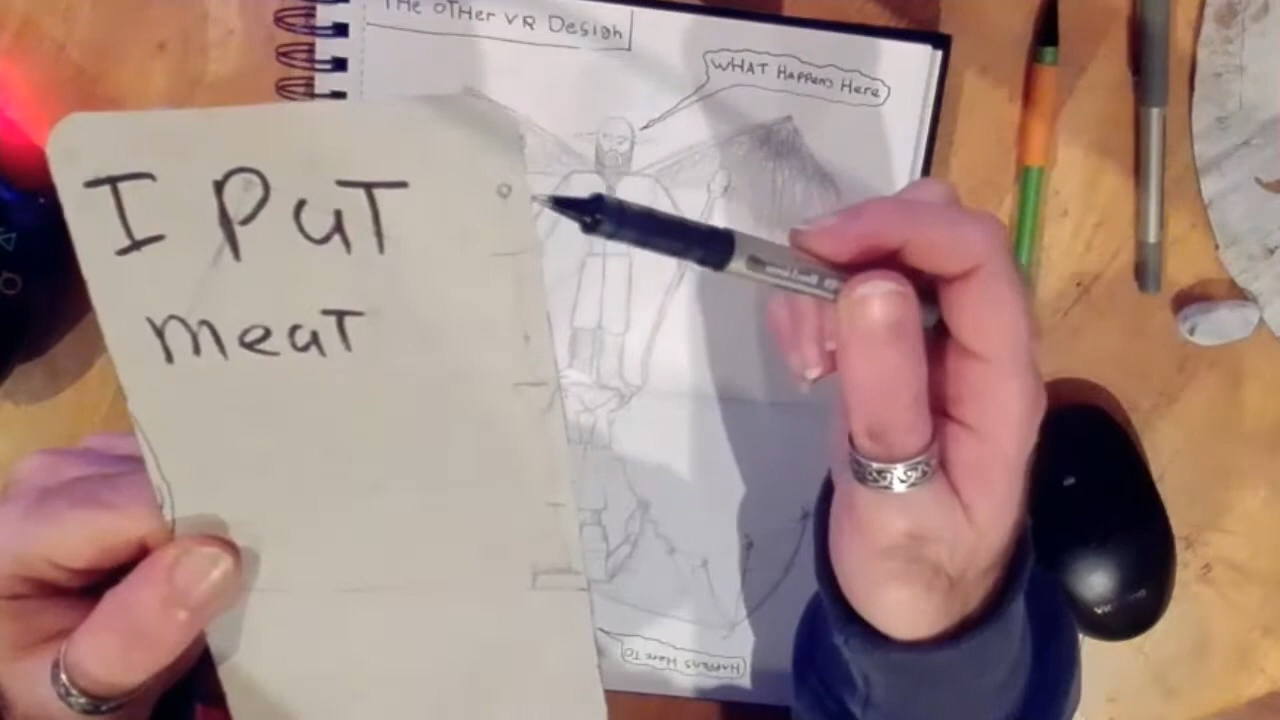 THe oTHer VR Design
WHAT Happens Here
I PuT
meaT
Happens Here To